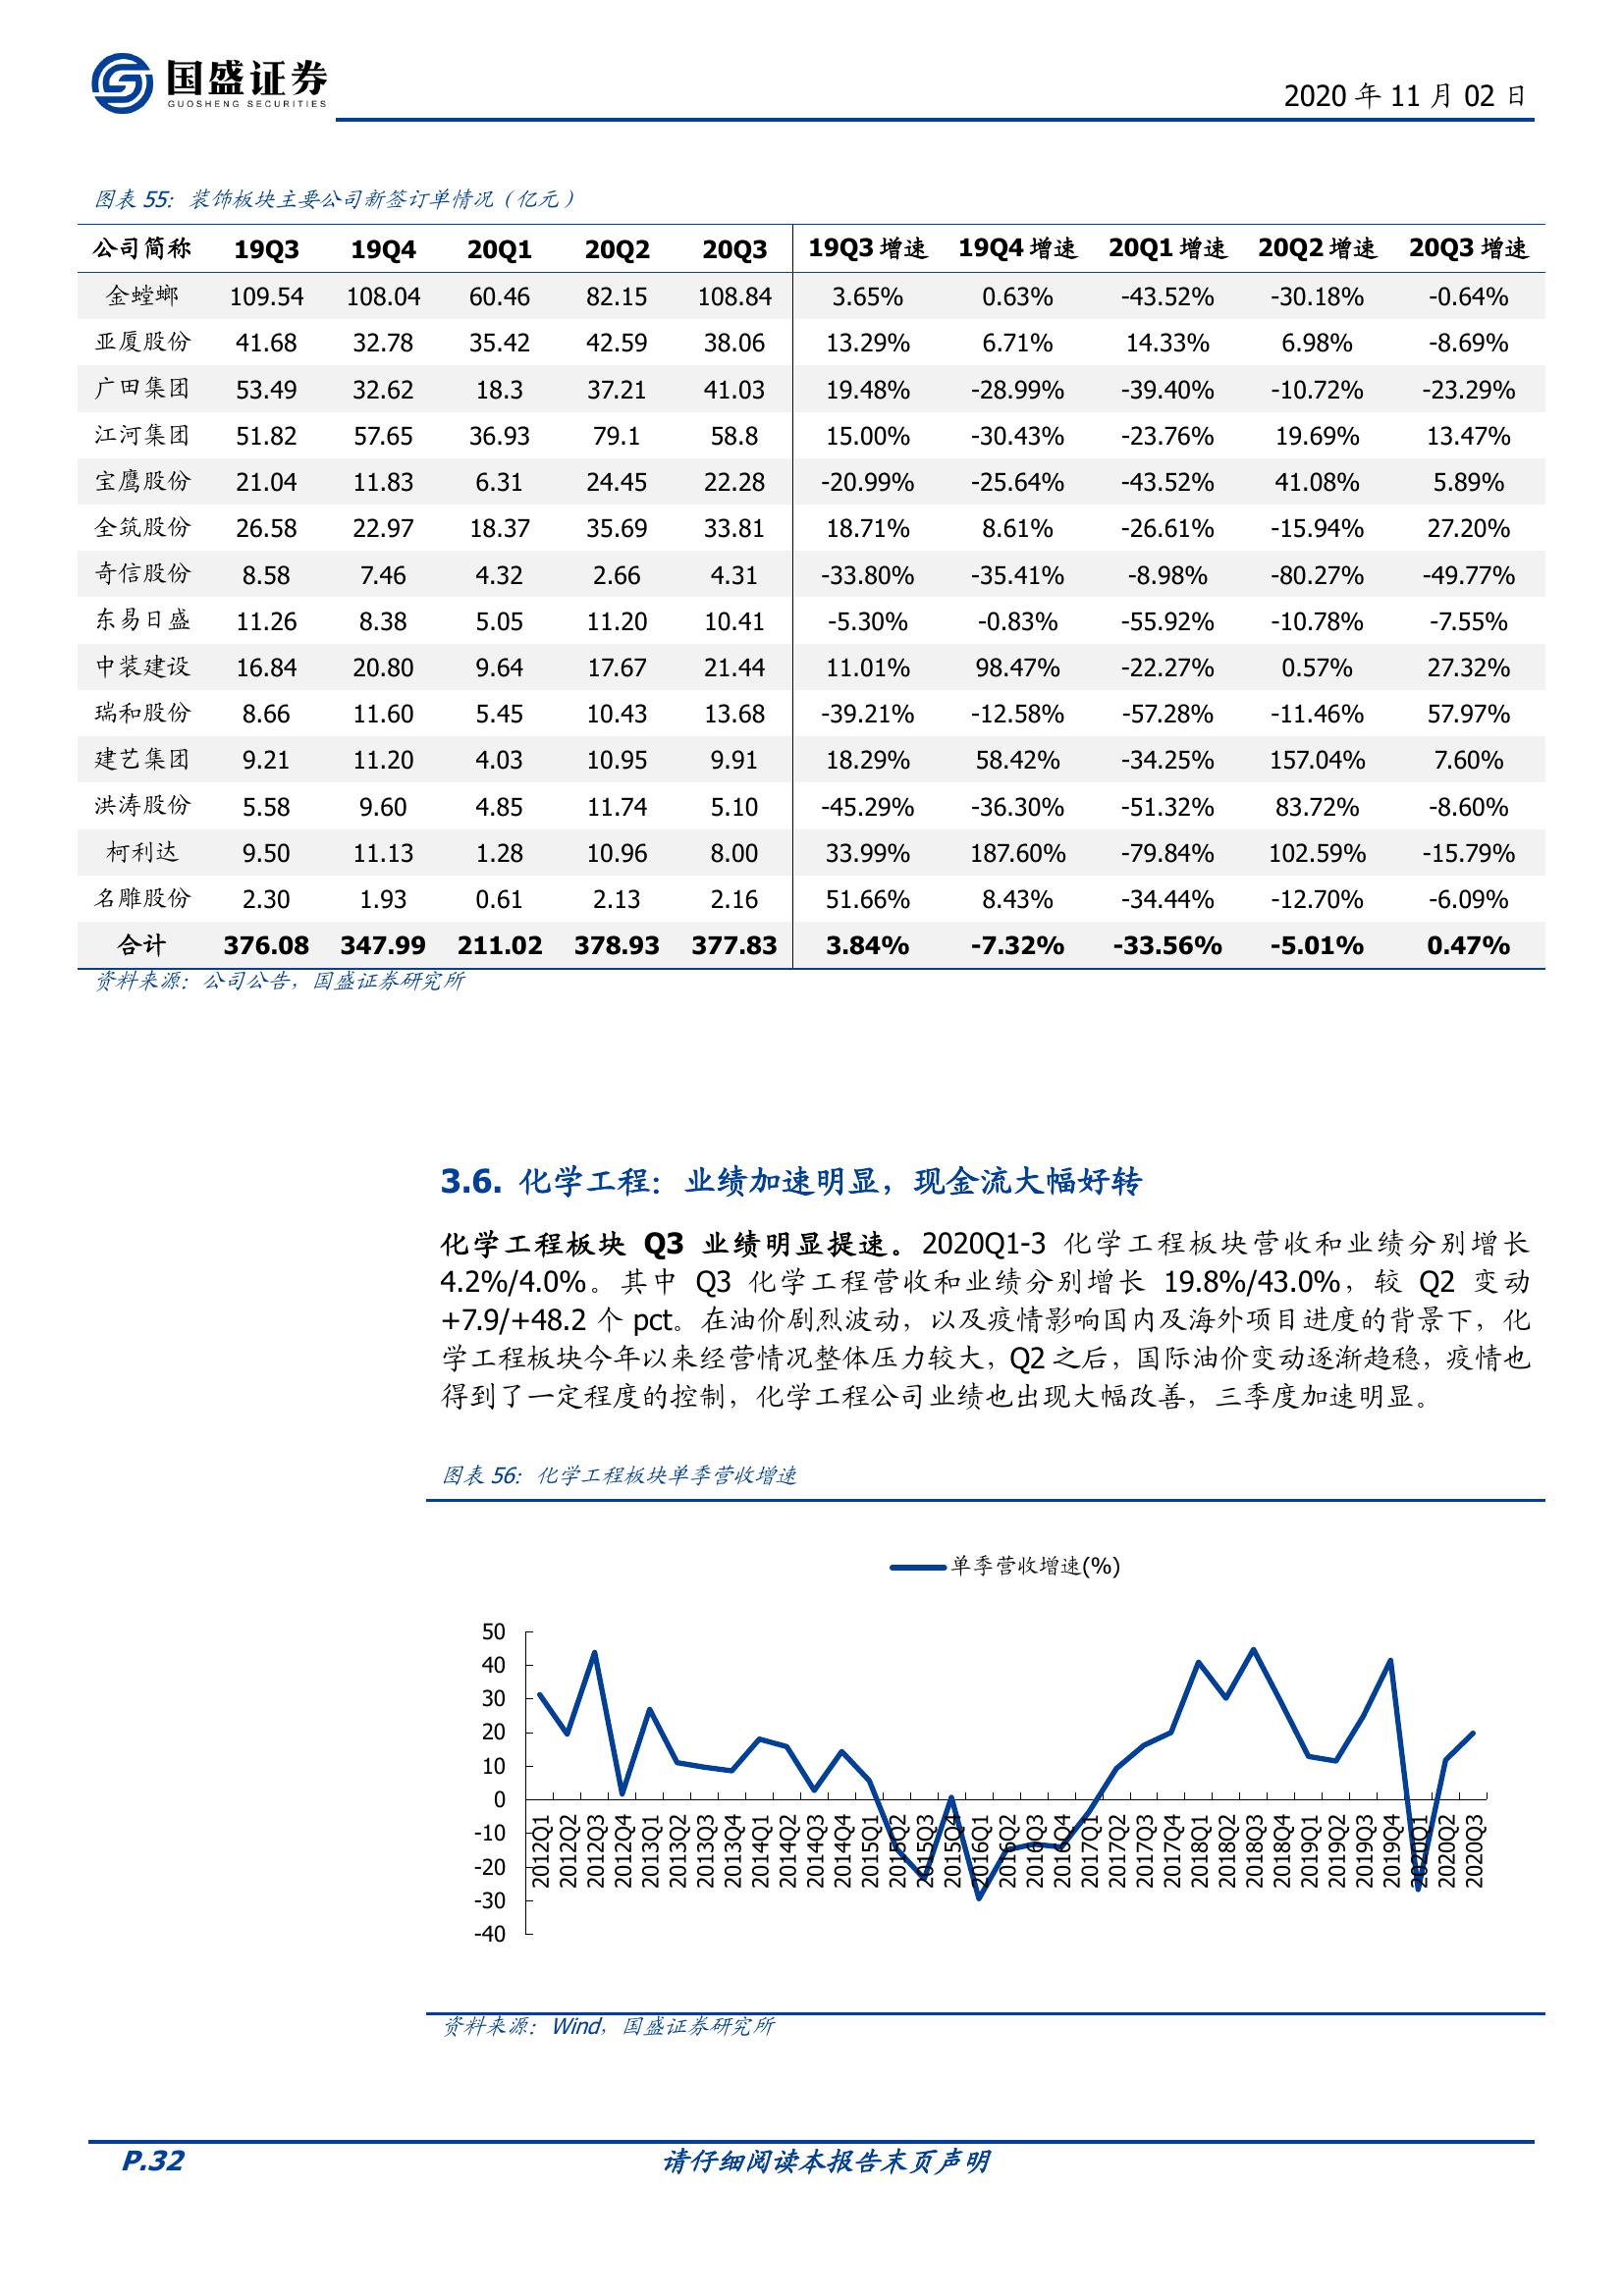 国盛证券
GUOSHENG SECURITIES
2020 年 11 月 02 日
图表 55：装饰板块主要公司新签订单情况（亿元）
公司简称 19Q3 19Q4 20Q1 20Q2 20Q3 19Q3 增速 19Q4 增速 20Q1 增速 20Q2 增速 20Q3 增速
金螳螂 109.54 108.04 60.46 82.15 108.84 3.65% 0.63% -43.52% -30.18% -0.64%
亚厦股份 41.68 32.78 35.42 42.59 38.06 13.29% 6.71% 14.33% 6.98% -8.69%
广田集团 53.49 32.62 18.3 37.21 41.03 19.48% -28.99% -39.40% -10.72% -23.29%
江河集团 51.82 57.65 36.93 79.1 58.8 15.00% -30.43% -23.76% 19.69% 13.47%
宝鹰股份 21.04 11.83 6.31 24.45 22.28 -20.99% -25.64% -43.52% 41.08% 5.89%
全筑股份 26.58 22.97 18.37 35.69 33.81 18.71% 8.61% -26.61% -15.94% 27.20%
奇信股份 8.58 7.46 4.32 2.66 4.31 -33.80% -35.41% -8.98% -80.27% -49.77%
东易日盛 11.26 8.38 5.05 11.20 10.41 -5.30% -0.83% -55.92% -10.78% -7.55%
中装建设 16.84 20.80 9.64 17.67 21.44 11.01% 98.47% -22.27% 0.57% 27.32%
瑞和股份 8.66 11.60 5.45 10.43 13.68 -39.21% -12.58% -57.28% -11.46% 57.97%
建艺集团 9.21 11.20 4.03 10.95 9.91 18.29% 58.42% -34.25% 157.04% 7.60%
洪涛股份 5.58 9.60 4.85 11.74 5.10 -45.29% -36.30% -51.32% 83.72% -8.60%
柯利达 9.50 11.13 1.28 10.96 8.00 33.99% 187.60% -79.84% 102.59% -15.79%
名雕股份 2.30 1.93 0.61 2.13 2.16 51.66% 8.43% -34.44% -12.70% -6.09%
合计 376.08 347.99 211.02 378.93 377.83 3.84% -7.32% -33.56% -5.01% 0.47%
资料来源：公司公告，国盛证券研究所
3.6. 化学工程：业绩加速明显，现金流大幅好转
化学工程板块 Q3 业绩明显提速。2020Q1-3 化学工程板块营收和业绩分别增长
4.2%/4.0%。其中 Q3 化学工程营收和业绩分别增长 19.8%/43.0%，较 Q2 变动
+7.9/+48.2 个 pct。在油价剧烈波动，以及疫情影响国内及海外项目进度的背景下，化
学工程板块今年以来经营情况整体压力较大，Q2 之后，国际油价变动逐渐趋稳，疫情也
得到了一定程度的控制，化学工程公司业绩也出现大幅改善，三季度加速明显。
图表 56：化学工程板块单季营收增速
单季营收增速(%)
50
40
30
20
10
0
-10
-20
-30
-40
2012Q1 2012Q2 2012Q3 2012Q4 2013Q1 2013Q2 2013Q3 2013Q4 2014Q1 2014Q2 2014Q3 2014Q4 2015Q1 2015Q2 2015Q3 2015Q4 2016Q1 2016Q2 2016Q3 2016Q4 2017Q1 2017Q2 2017Q3 2017Q4 2018Q1 2018Q2 2018Q3 2018Q4 2019Q1 2019Q2 2019Q3 2019Q4 2020Q1 2020Q2 2020Q3
资料来源：Wind，国盛证券研究所
P.32 请仔细阅读本报告末页声明